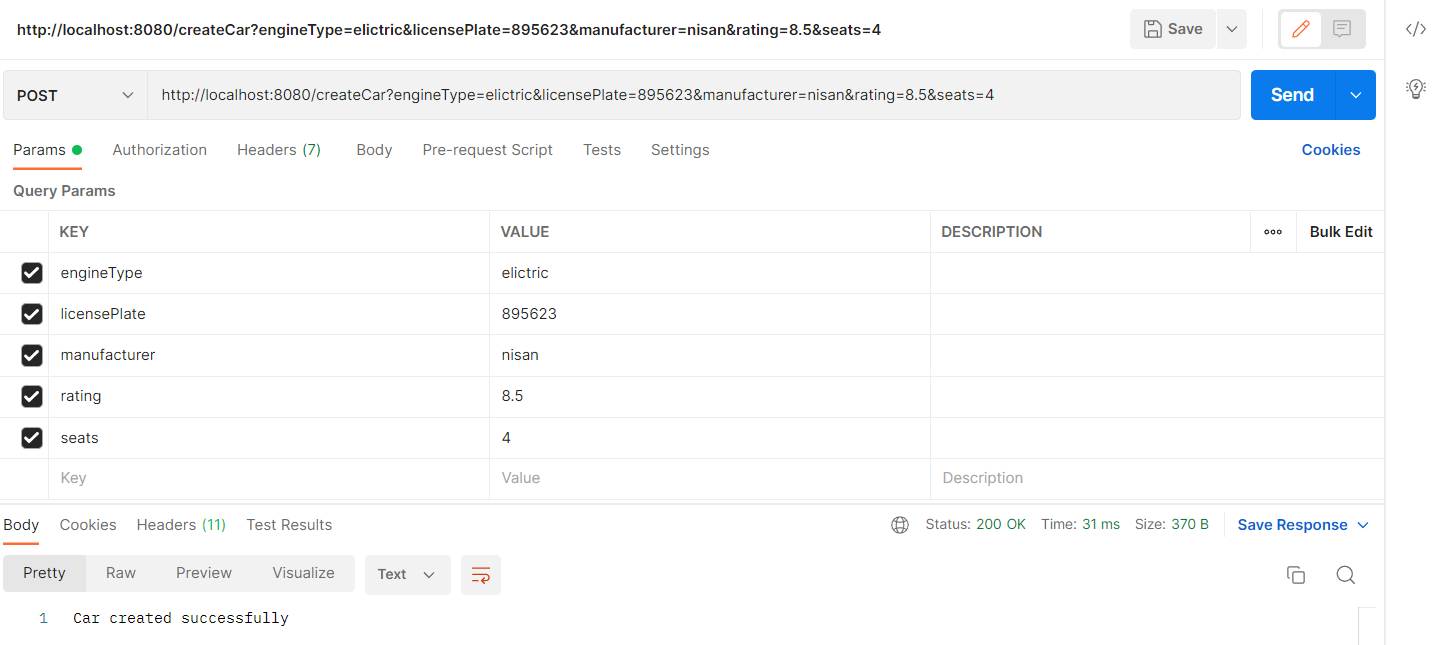 http://localhost:8080/createCar?engineType=elictric&licensePlate=895623&manufacturer=nisan&rating=8.5&seats=4 Save
POST http://localhost:8080/createCar?engineType=elictric&licensePlate=895623&manufacturer=nisan&rating=8.5&seats=4 Send
Params Authorization Headers (7) Body Pre-request Script Tests Settings Cookies
Query Params
KEY VALUE DESCRIPTION Bulk Edit
engineType elictric
licensePlate 895623
manufacturer nisan
rating 8.5
seats 4
Key Value Description
Body Cookies Headers (11) Test Results Status: 200 OK Time: 31 ms Size: 370 B Save Response
Pretty Raw Preview Visualize Text
1 Car created successfully